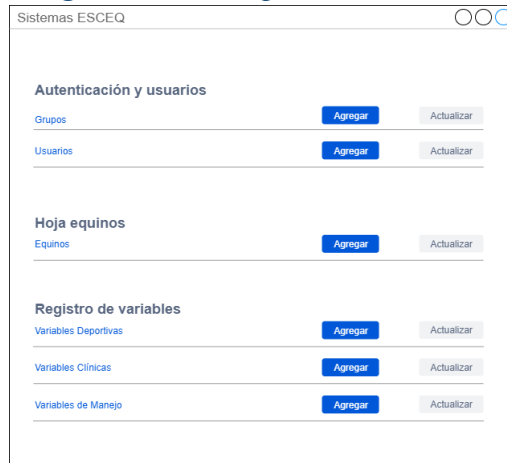 Sistemas ESCEQ
Autenticación y usuarios
Grupos Agregar Actualizar
Usuarios Agregar Actualizar
Hoja equinos
Equinos Agregar Actualizar
Registro de variables
Variables Deportivas Agregar Actualizar
Variables Clínicas Agregar Actualizar
Variables de Manejo Agregar Actualizar